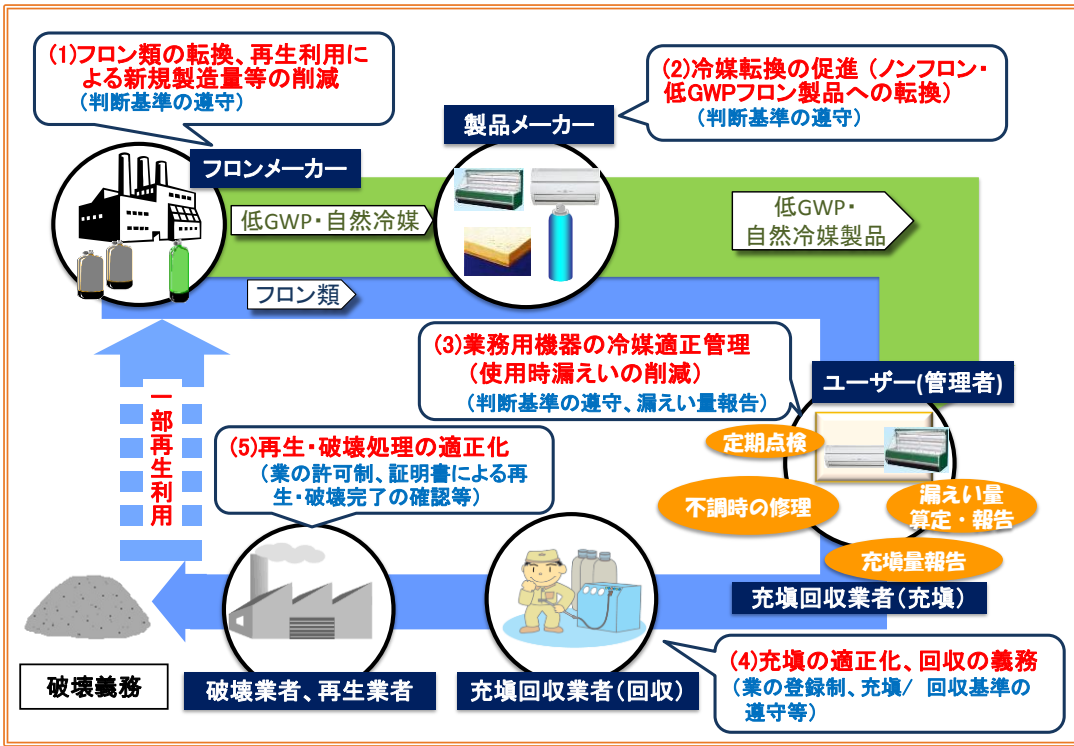 (1)フロン類の転換、再生利用に
よる新規製造量等の削減
(判断基準の遵守)
(2)冷媒転換の促進(ノンフロン・
低GWPフロン製品への転換)
(判断基準の遵守)
製品メーカー
フロンメーカー
低GWP・自然冷媒
低GWP・
自然冷媒製品
フロン類
(3)業務用機器の冷媒適正管理
(使用時漏えいの削減)
(判断基準の遵守、漏えい量報告)
ユーザー(管理者)
定期点検
不調時の修理
漏えい量
算定・報告
充塡量報告
充塡回収業者(充塡)
一部再生利用
(5)再生・破壊処理の適正化
(業の許可制、証明書による再
生・破壊完了の確認等)
(4)充塡の適正化、回収の義務
(業の登録制、充塡/ 回収基準の
遵守等)
破壊義務
破壊業者、再生業者
充塡回収業者(回収)